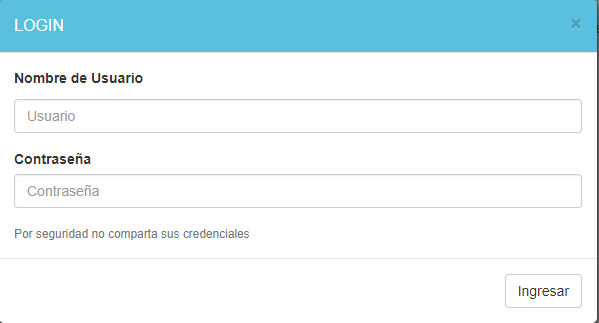 LOGIN
×
Nombre de Usuario
Usuario
Contraseña
Contraseña
Por seguridad no comparta sus credenciales
Ingresar